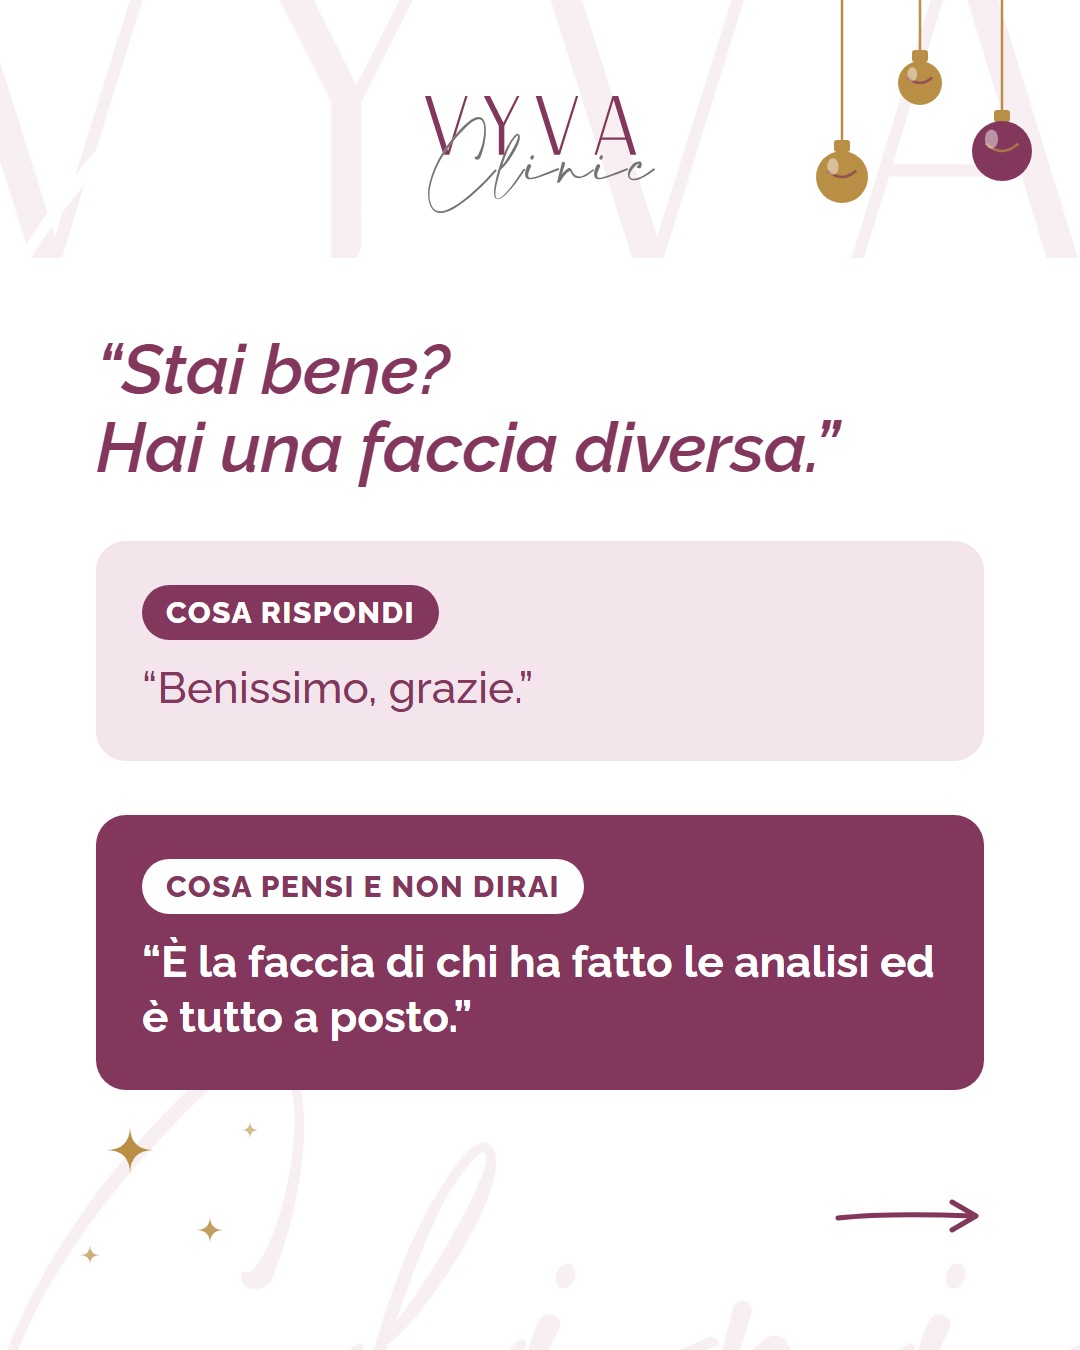 VYVA
Clinic
“Stai bene?
Hai una faccia diversa.”
COSA RISPONDI
“Benissimo, grazie.”
COSA PENSI E NON DIRAI
“È la faccia di chi ha fatto le analisi ed
è tutto a posto.”